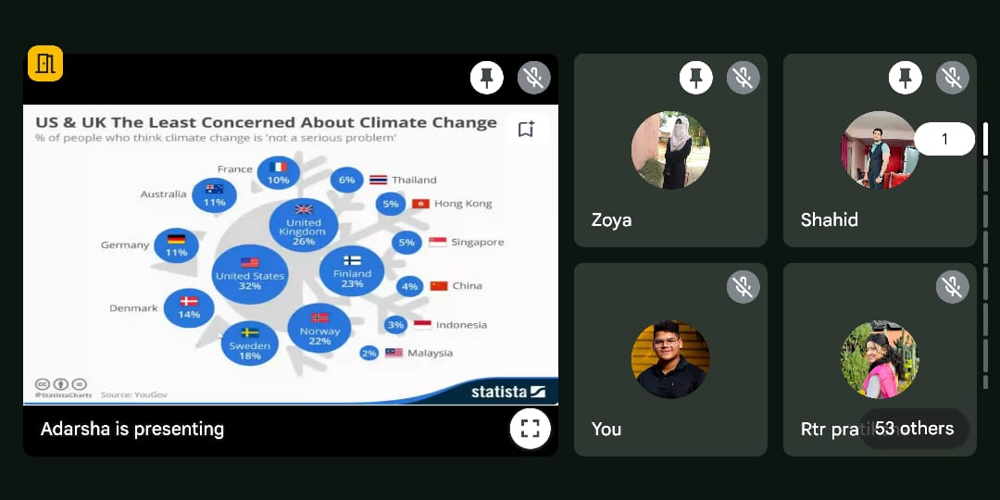 US & UK The Least Concerned About Climate Change
% of people who think climate change is 'not a serious problem'
France
10%
6%
Thailand
Australia
11%
5%
Hong Kong
United
Kingdom
26%
Germany
11%
5%
Singapore
United States
32%
Finland
23%
4%
China
Denmark
14%
Norway
22%
3%
Indonesia
Sweden
18%
2%
Malaysia
@StatistaCharts Source: YouGov
statista
Adarsha is presenting
Zoya
Shahid
1
You
Rtr
53 others